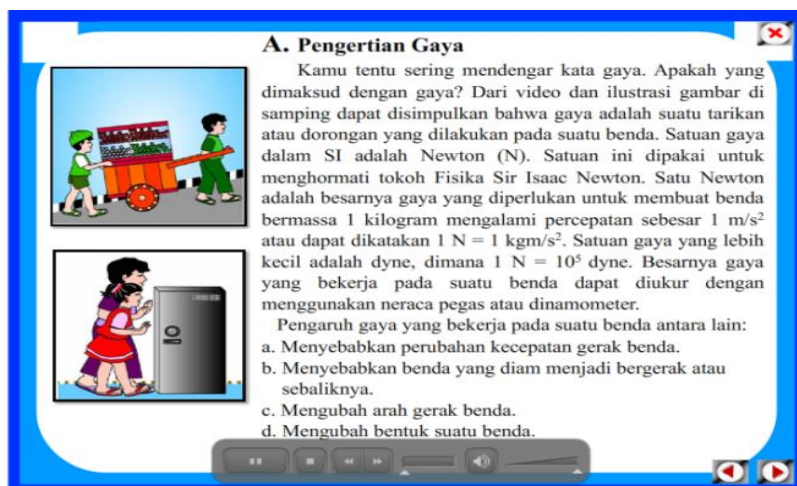 A. Pengertian Gaya
Kamu tentu sering mendengar kata gaya. Apakah yang
dimaksud dengan gaya? Dari video dan ilustrasi gambar di
samping dapat disimpulkan bahwa gaya adalah suatu tarikan
atau dorongan yang dilakukan pada suatu benda. Satuan gaya
dalam SI adalah Newton (N). Satuan ini dipakai untuk
menghormati tokoh Fisika Sir Isaac Newton. Satu Newton
adalah besarnya gaya yang diperlukan untuk membuat benda
bermassa 1 kilogram mengalami percepatan sebesar 1 m/s²
atau dapat dikatakan 1 N = 1 kgm/s². Satuan gaya yang lebih
kecil adalah dyne, dimana 1 N = 10⁵ dyne. Besarnya gaya
yang bekerja pada suatu benda dapat diukur dengan
menggunakan neraca pegas atau dinamometer.
Pengaruh gaya yang bekerja pada suatu benda antara lain:
a. Menyebabkan perubahan kecepatan gerak benda.
b. Menyebabkan benda yang diam menjadi bergerak atau
sebaliknya.
c. Mengubah arah gerak benda.
d. Mengubah bentuk suatu benda.